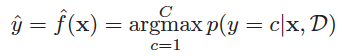 ŷ = f̂(x) = argmax_{c=1}^{C} p(y = c|x, 𝒟)